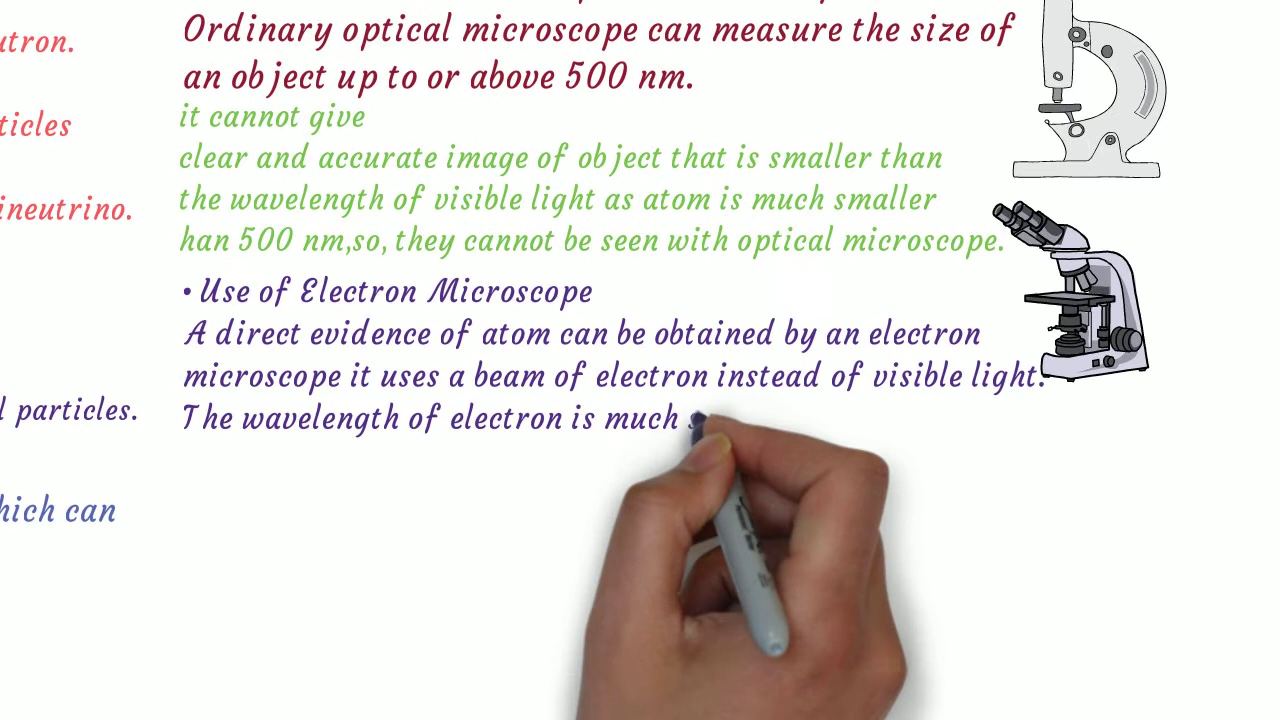 utron.
ticles
ineutrino.
l particles.
hich can
Ordinary optical microscope can measure the size of
an object up to or above 500 nm.
it cannot give
clear and accurate image of object that is smaller than
the wavelength of visible light as atom is much smaller
han 500 nm,so, they cannot be seen with optical microscope.
• Use of Electron Microscope
A direct evidence of atom can be obtained by an electron
microscope it uses a beam of electron instead of visible light.
The wavelength of electron is much s